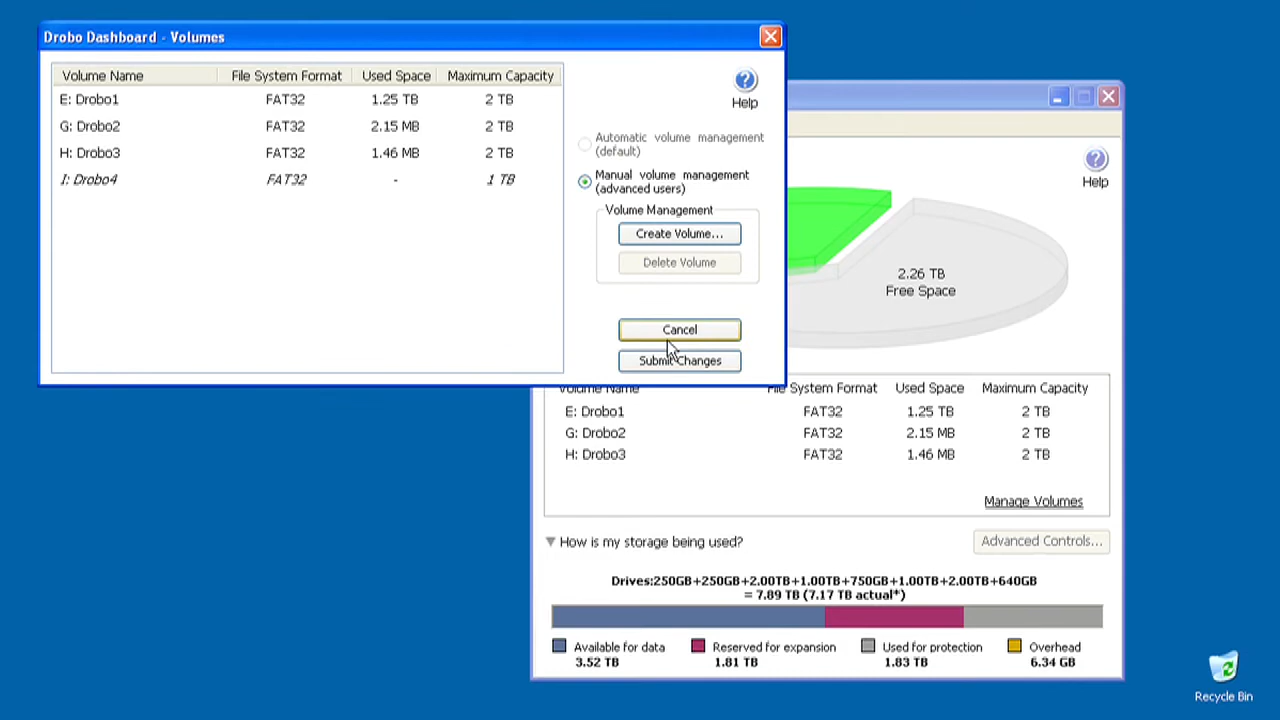 Drobo Dashboard - Volumes
Volume Name File System Format Used Space Maximum Capacity
E: Drobo1 FAT32 1.25 TB 2 TB
G: Drobo2 FAT32 2.15 MB 2 TB
H: Drobo3 FAT32 1.46 MB 2 TB
I: Drobo4 FAT32 - 1 TB
Help
Automatic volume management
(default)
Manual volume management
(advanced users)
Volume Management
Create Volume...
Delete Volume
Cancel
Submit Changes
Help
2.26 TB
Free Space
Volume Name File System Format Used Space Maximum Capacity
E: Drobo1 FAT32 1.25 TB 2 TB
G: Drobo2 FAT32 2.15 MB 2 TB
H: Drobo3 FAT32 1.46 MB 2 TB
Manage Volumes
How is my storage being used?
Advanced Controls...
Drives:250GB+250GB+2.00TB+1.00TB+750GB+1.00TB+2.00TB+640GB
= 7.89 TB (7.17 TB actual*)
Available for data Reserved for expansion Used for protection Overhead
3.52 TB 1.81 TB 1.83 TB 6.34 GB
Recycle Bin